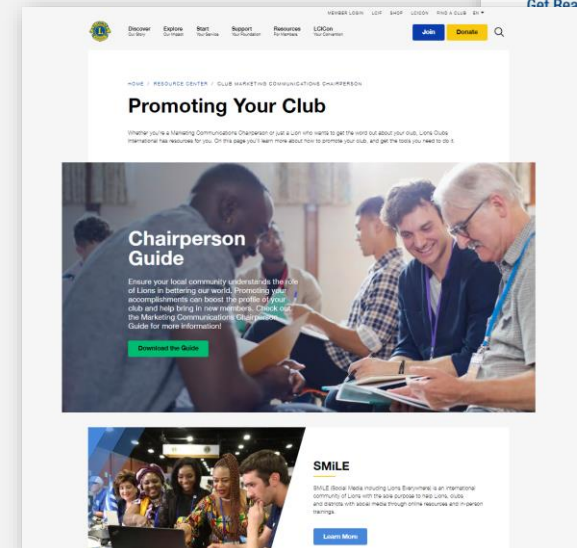 Get Rea
MEMBER LOGIN LCIF SHOP LCICON FIND A CLUB EN
Discover Explore Start Support Resources LCICon
Our Story Our Impact Your Service Your Foundation For Members Your Convention
Join Donate
HOME / RESOURCE CENTER / CLUB MARKETING COMMUNICATIONS CHAIRPERSON
Promoting Your Club
Whether you're a Marketing Communications Chairperson or just a Lion who wants to get the word out about your club, Lions Clubs
International has resources for you. On this page you'll learn more about how to promote your club, and get the tools you need to do it.
Chairperson
Guide
Ensure your local community understands the role
of Lions in bettering our world. Promoting your
accomplishments can boost the profile of your
club and help bring in new members. Check out
the Marketing Communications Chairperson
Guide for more information!
Download the Guide
SMiLE
SMiLE (Social Media including Lions Everywhere) is an international
community of Lions with the sole purpose to help Lions, clubs
and districts with social media through online resources and in-person
trainings.
Learn More